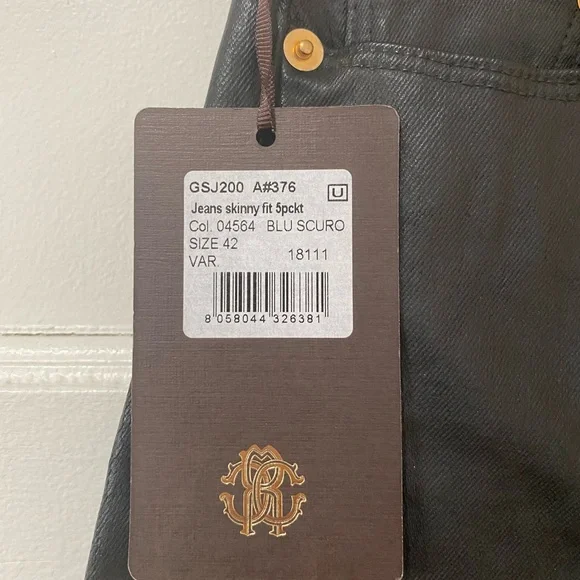 GSJ200 A#376
U
Jeans skinny fit 5pckt
Col. 04564 BLU SCURO
SIZE 42
VAR. 18111
8 058044 326381